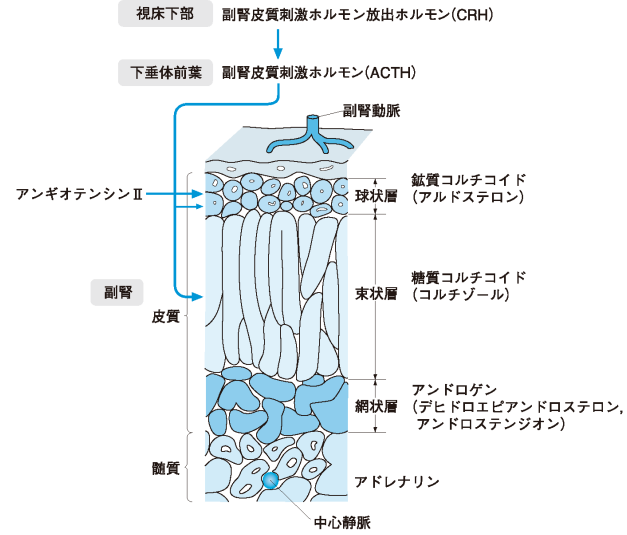 視床下部 副腎皮質刺激ホルモン放出ホルモン(CRH)
下垂体前葉 副腎皮質刺激ホルモン(ACTH)
副腎動脈
アンギオテンシンⅡ
球状層
鉱質コルチコイド
(アルドステロン)
副腎
皮質
束状層
糖質コルチコイド
(コルチゾール)
網状層
アンドロゲン
(デヒドロエピアンドロステロン,
アンドロステンジオン)
髄質
アドレナリン
中心静脈